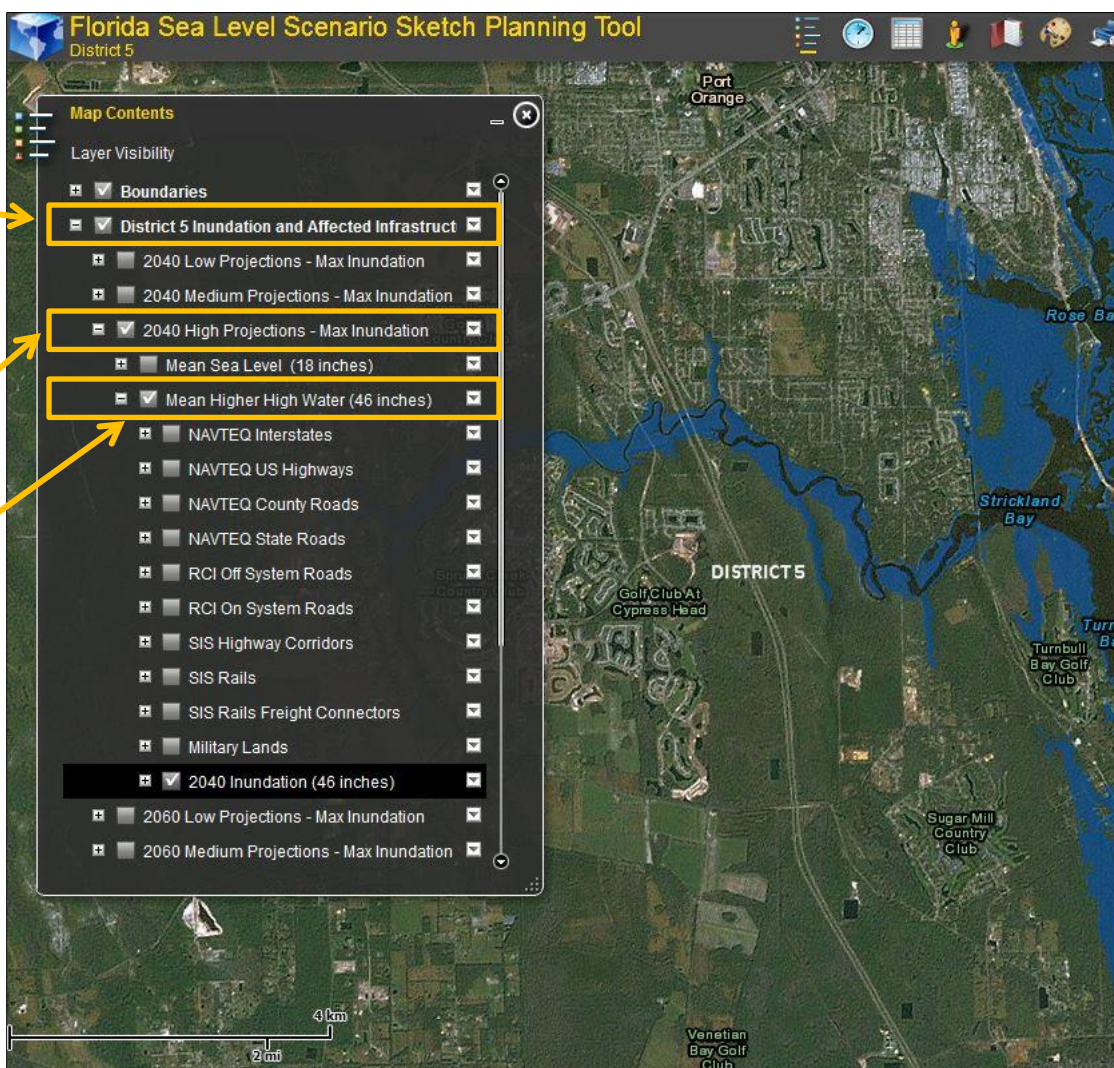 Florida Sea Level Scenario Sketch Planning Tool
District 5
Map Contents
Layer Visibility
Boundaries
District 5 Inundation and Affected Infrastruct
2040 Low Projections - Max Inundation
2040 Medium Projections - Max Inundation
2040 High Projections - Max Inundation
Mean Sea Level (18 inches)
Mean Higher High Water (46 inches)
NAVTEQ Interstates
NAVTEQ US Highways
NAVTEQ County Roads
NAVTEQ State Roads
RCI Off System Roads
RCI On System Roads
SIS Highway Corridors
SIS Rails
SIS Rails Freight Connectors
Military Lands
2040 Inundation (46 inches)
2060 Low Projections - Max Inundation
2060 Medium Projections - Max Inundation
Port
Orange
Rose Ba
Strickland
Bay
DISTRICT 5
Golf Club At
Cypress Head
Turn
B
Turnbull
Bay Golf
Club
Sugar Mill
Country
Club
Venetian
Bay Golf
Club
4 km
2 mi